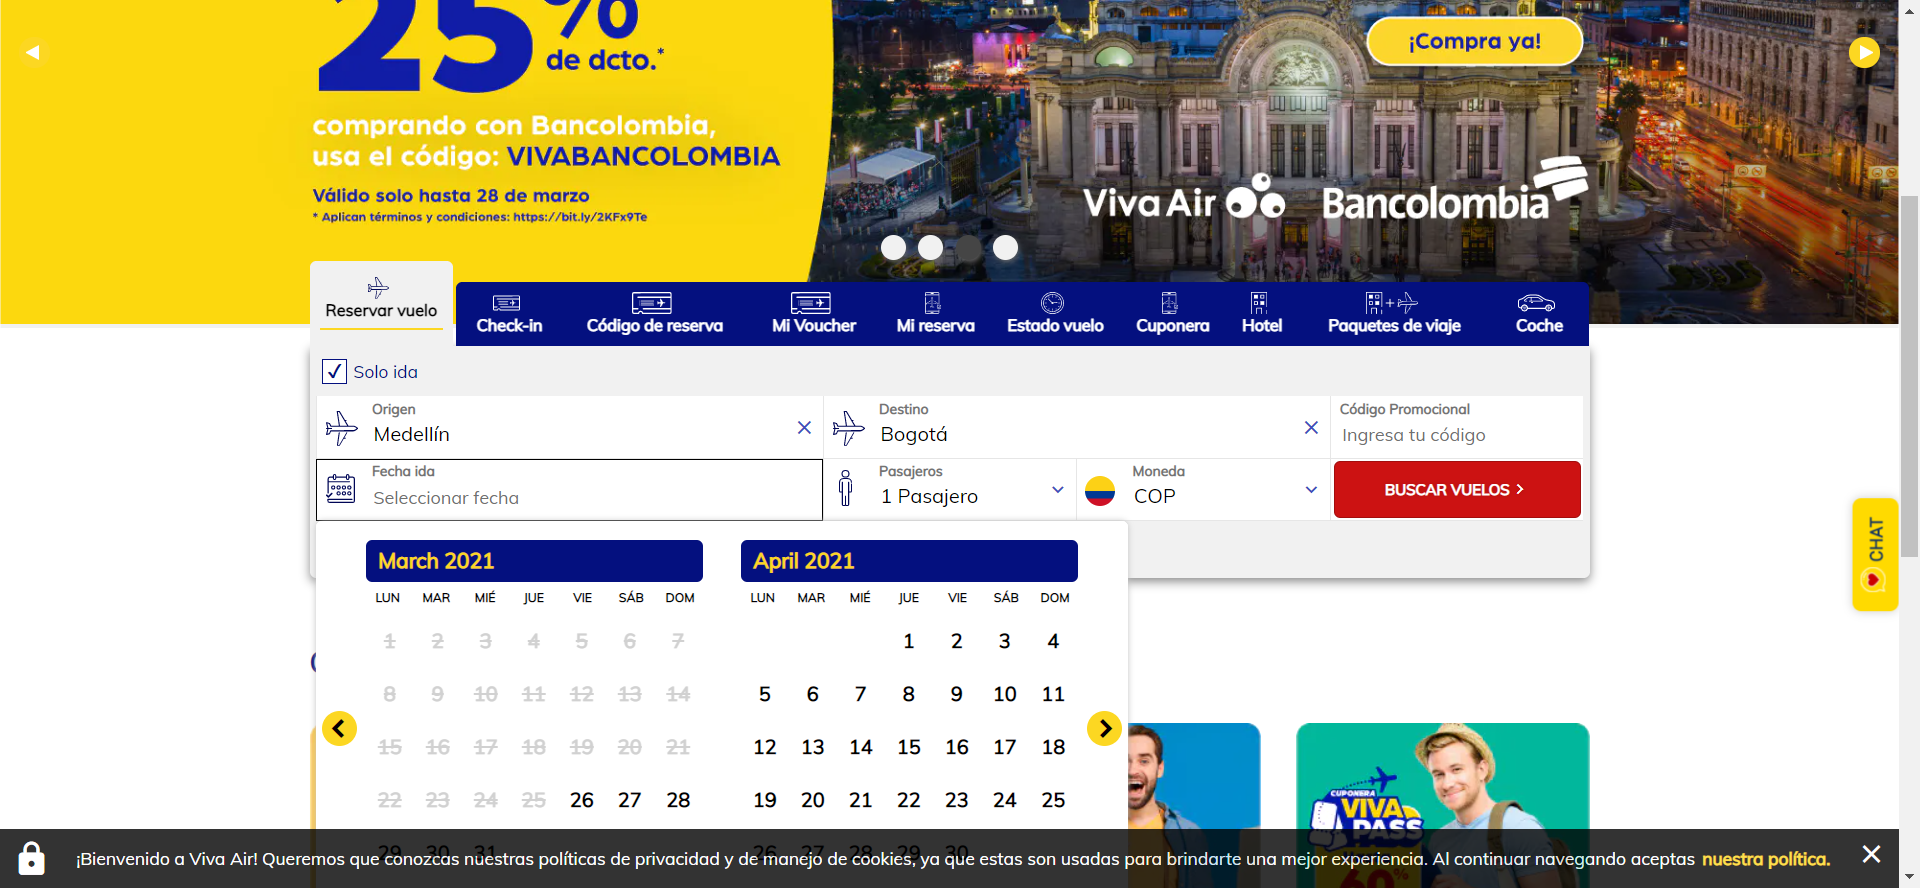 25%
de dcto.*
comprando con Bancolombia,
usa el código: VIVABANCOLOMBIA
Válido solo hasta 28 de marzo
* Aplican términos y condiciones: https://bit.ly/2KFx9Te
¡Compra ya!
Viva Air Bancolombia
Reservar vuelo
Check-in
Código de reserva
Mi Voucher
Mi reserva
Estado vuelo
Cuponera
Hotel
Paquetes de viaje
Coche
Solo ida
Origen
Medellín
Destino
Bogotá
Código Promocional
Ingresa tu código
Fecha ida
Seleccionar fecha
Pasajeros
1 Pasajero
Moneda
COP
BUSCAR VUELOS
CHAT
March 2021
LUN MAR MIÉ JUE VIE SÁB DOM
1 2 3 4 5 6 7
8 9 10 11 12 13 14
15 16 17 18 19 20 21
22 23 24 25 26 27 28
29 30 31
April 2021
LUN MAR MIÉ JUE VIE SÁB DOM
1 2 3 4
5 6 7 8 9 10 11
12 13 14 15 16 17 18
19 20 21 22 23 24 25
26 27 28 29 30
CUPONERA
VIVA
PASS
60%
¡Bienvenido a Viva Air! Queremos que conozcas nuestras políticas de privacidad y de manejo de cookies, ya que estas son usadas para brindarte una mejor experiencia. Al continuar navegando aceptas nuestra política.